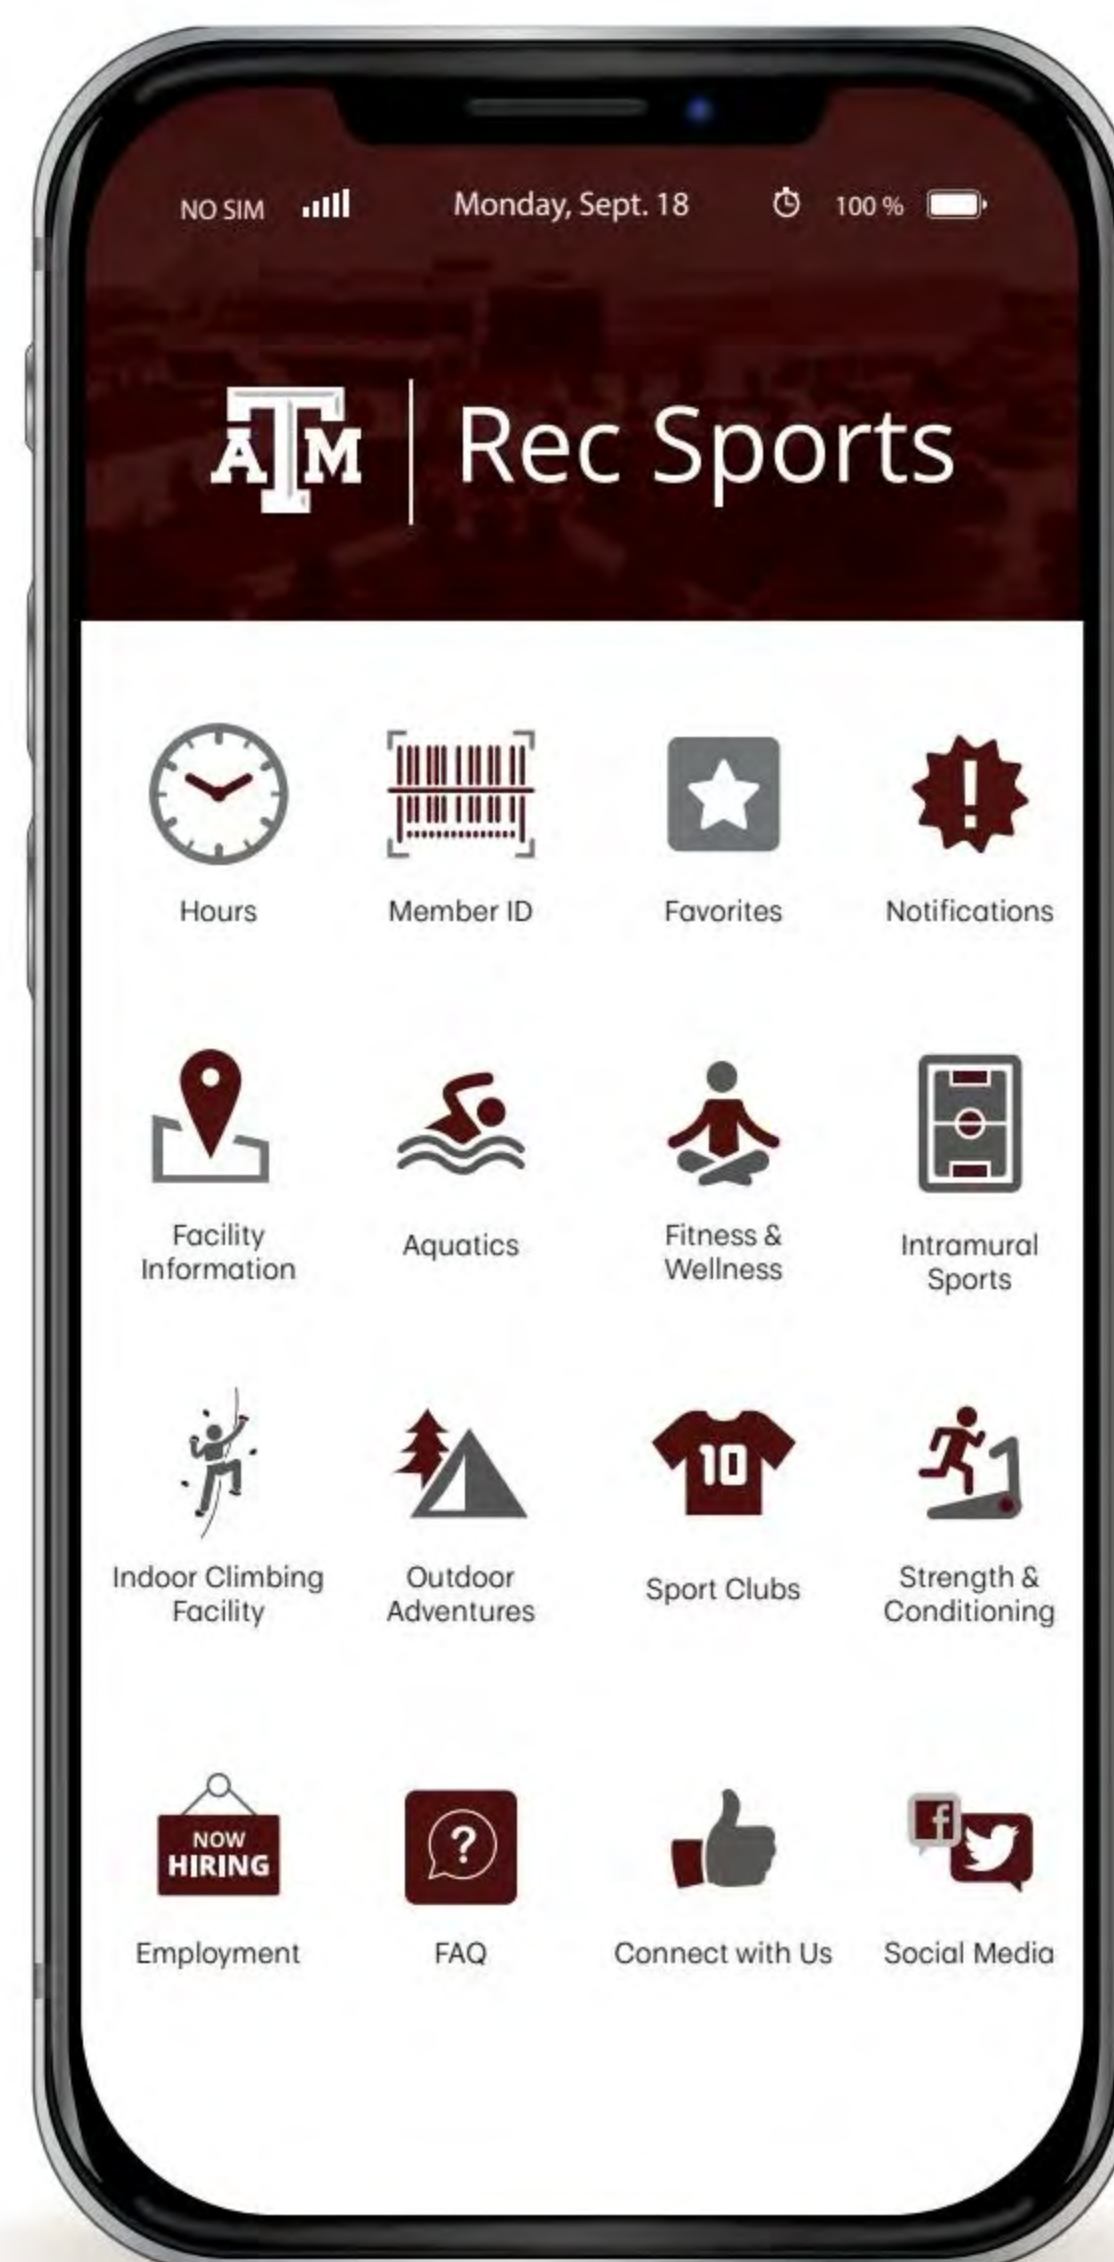 NO SIM
Monday, Sept. 18
100 %
ATM
Rec Sports
Hours
Member ID
Favorites
Notifications
Facility
Information
Aquatics
Fitness &
Wellness
Intramural
Sports
10
Indoor Climbing
Facility
Outdoor
Adventures
Sport Clubs
Strength &
Conditioning
NOW
HIRING
?
f
Employment
FAQ
Connect with Us
Social Media